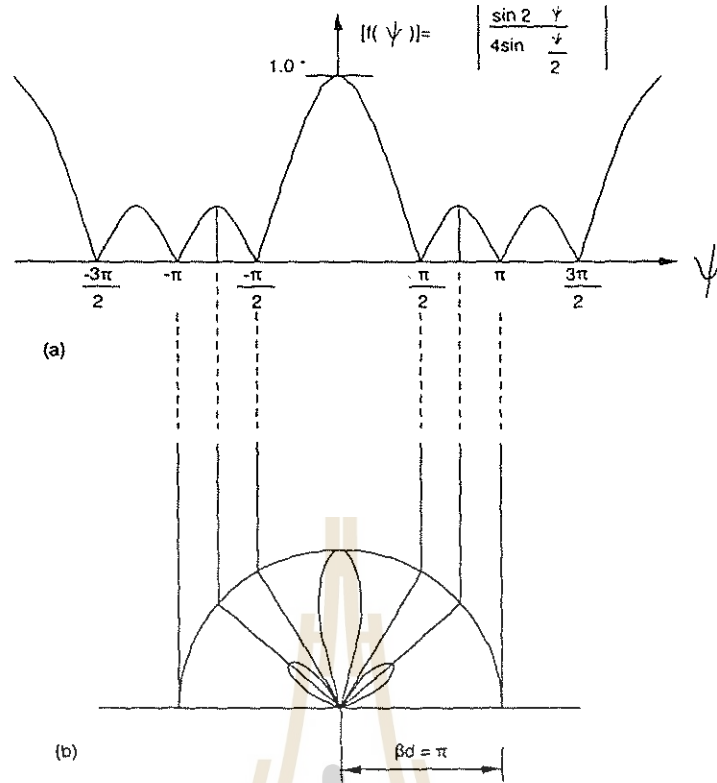 [f( ψ )]= | sin 2 ψ / 4sin ψ/2 |
1.0
-3π/2 -π -π/2 π/2 π 3π/2 ψ
(a)
(b) βd = π